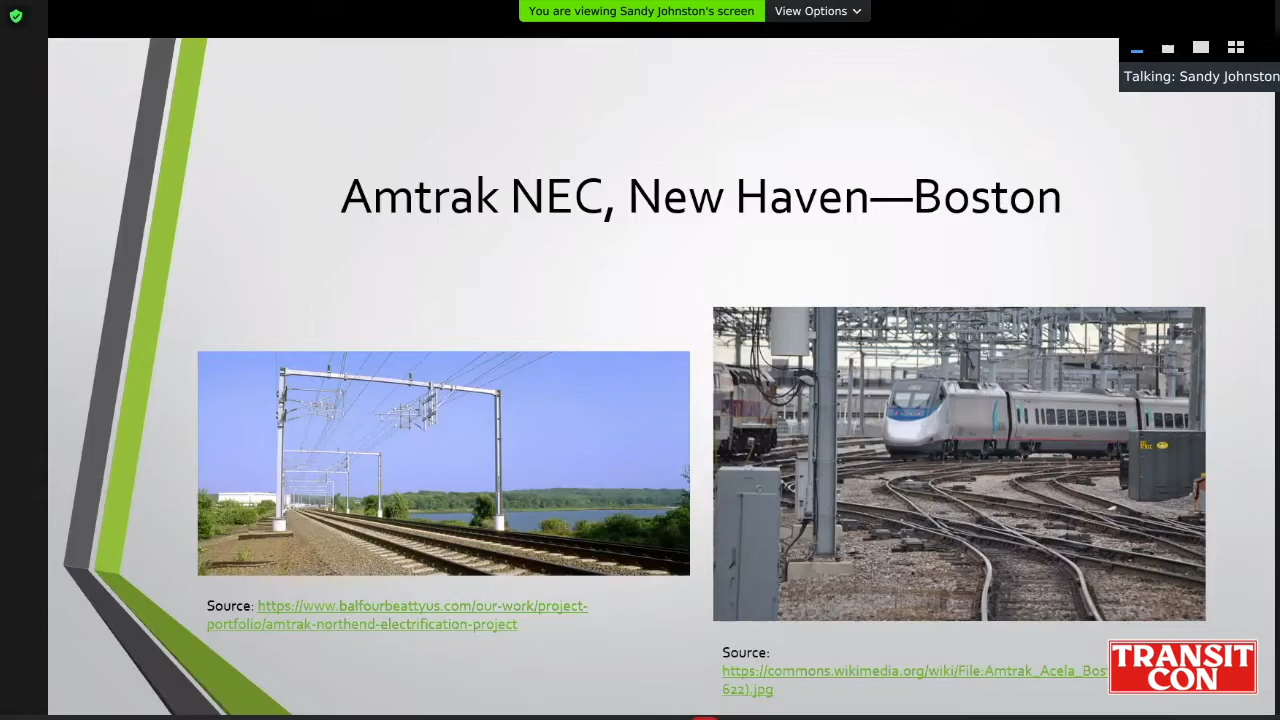 You are viewing Sandy Johnston's screen
View Options
Talking: Sandy Johnston
Amtrak NEC, New Haven—Boston
Source: https://www.balfourbeattyus.com/our-work/project-
portfolio/amtrak-northend-electrification-project
Source:
https://commons.wikimedia.org/wiki/File:Amtrak_Acela_Bos
622).jpg
TRANSIT
CON